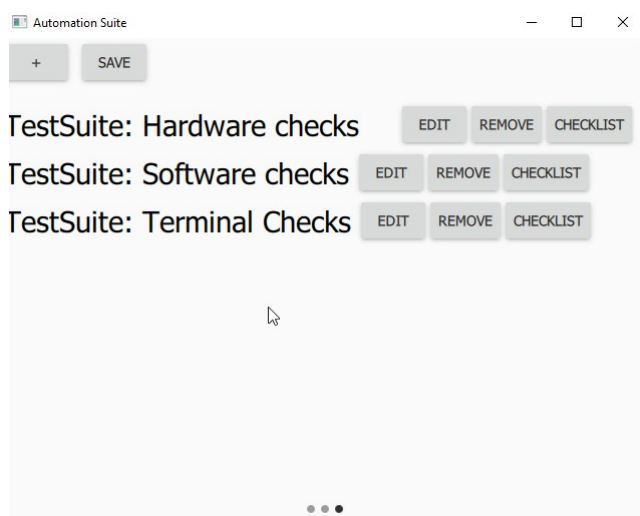 Automation Suite
+ SAVE
TestSuite: Hardware checks EDIT REMOVE CHECKLIST
TestSuite: Software checks EDIT REMOVE CHECKLIST
TestSuite: Terminal Checks EDIT REMOVE CHECKLIST